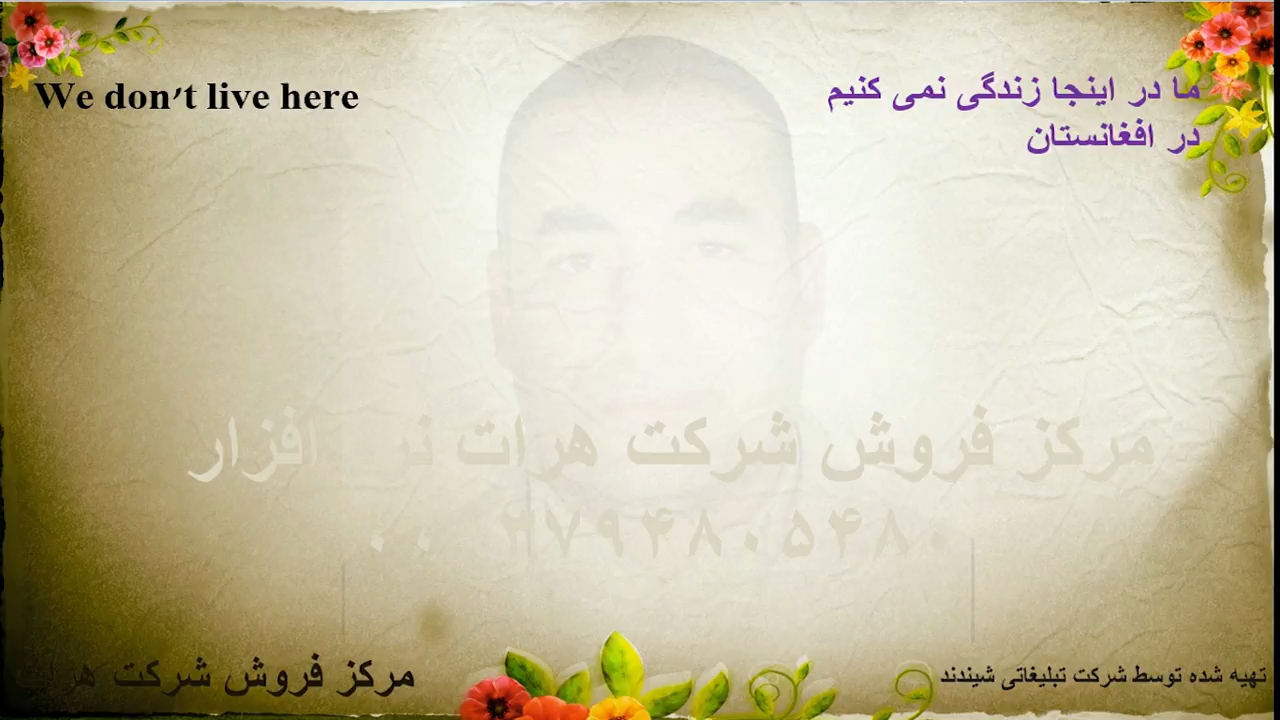 We don't live here
ما در اینجا زندگی نمی کنیم
در افغانستان
مرکز فروش شرکت هرات افزار
مرکز فروش شرکت هرات
تهیه شده توسط شرکت تبلیغاتی شیندند